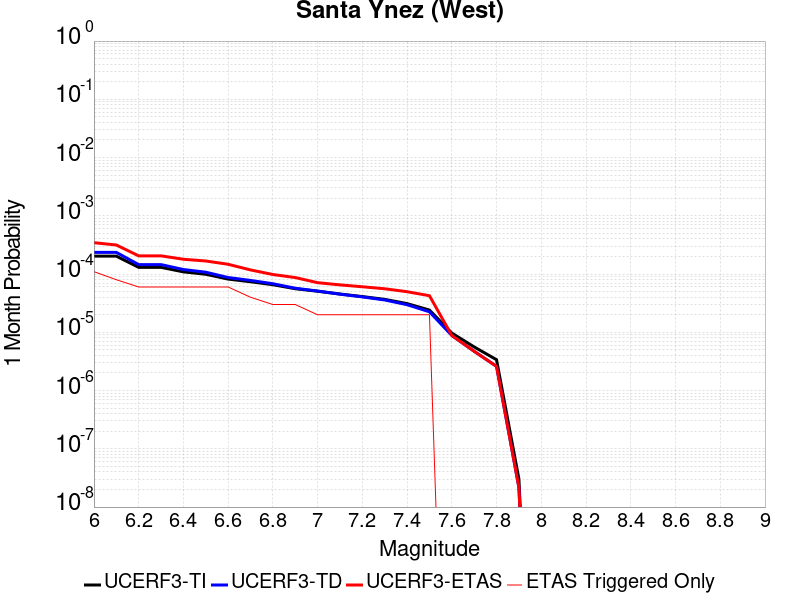 Santa Ynez (West)
10^0
10^-1
10^-2
10^-3
10^-4
10^-5
10^-6
10^-7
10^-8
1 Month Probability
6 6.2 6.4 6.6 6.8 7 7.2 7.4 7.6 7.8 8 8.2 8.4 8.6 8.8 9
Magnitude
UCERF3-TI UCERF3-TD UCERF3-ETAS ETAS Triggered Only